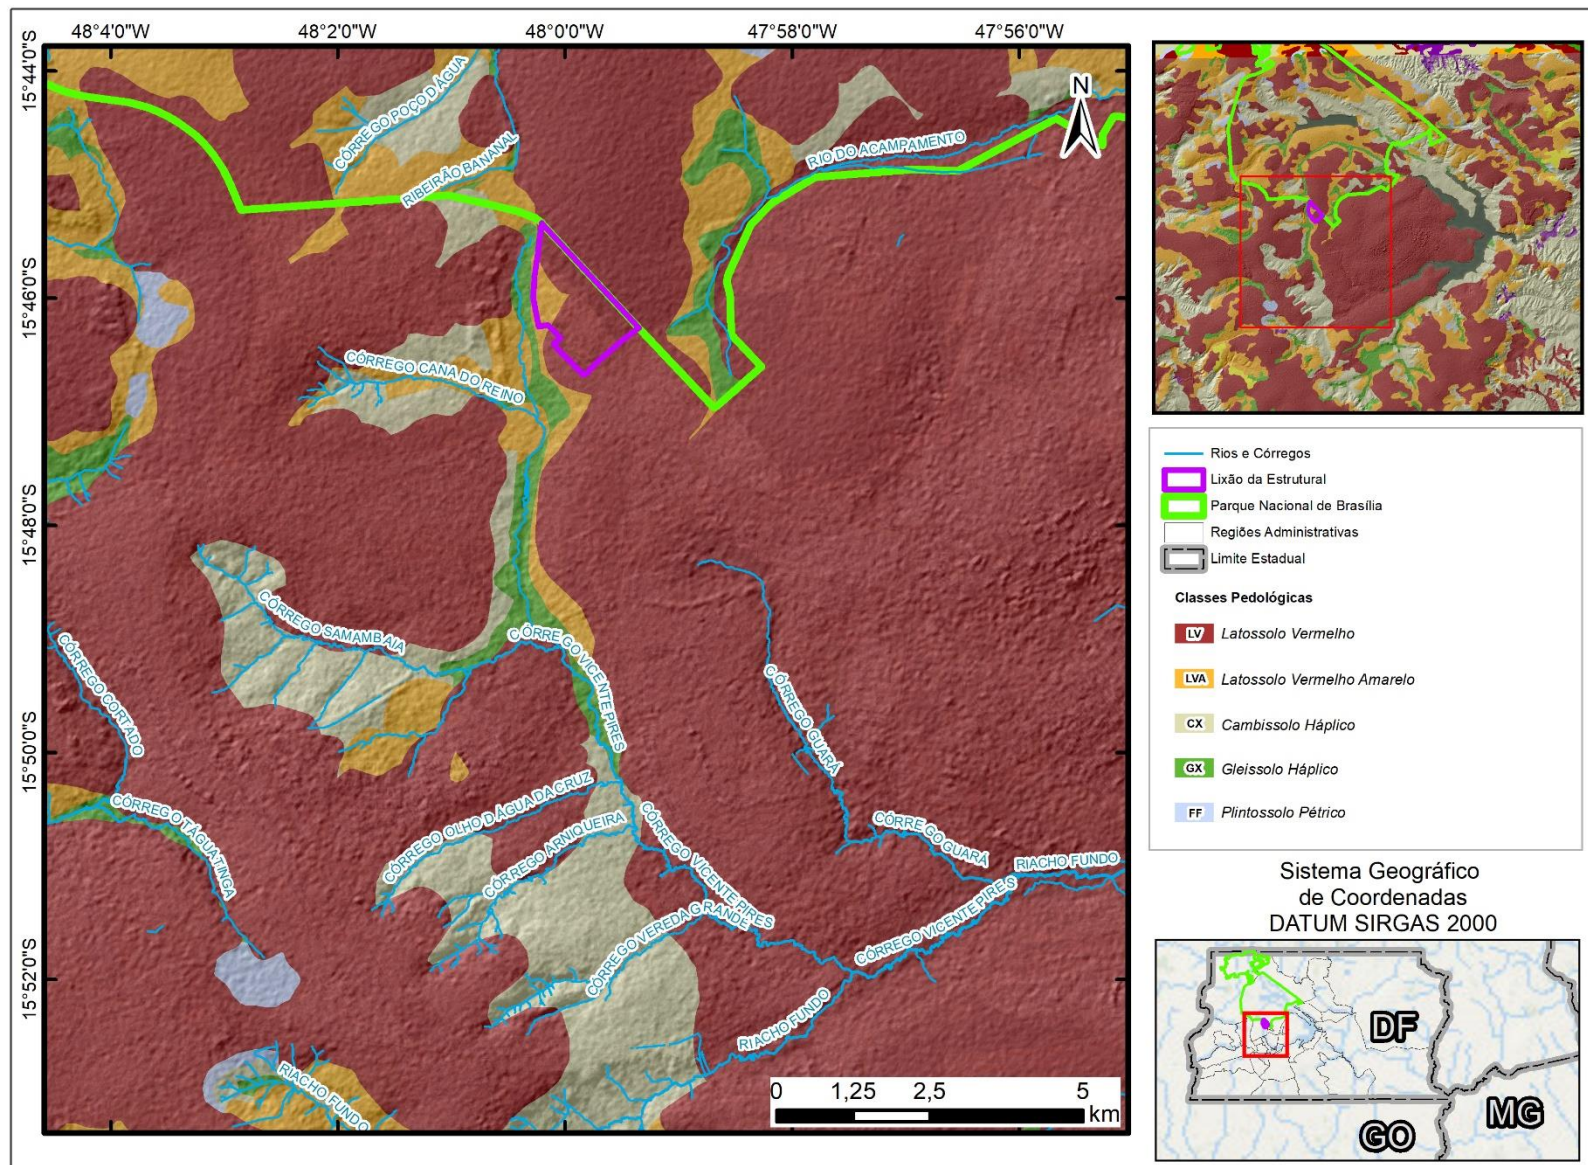 48°4'0"W
48°2'0"W
48°0'0"W
47°58'0"W
47°56'0"W
15°44'0"S
15°46'0"S
15°48'0"S
15°50'0"S
15°52'0"S
N
CÓRREGO POÇO D'ÁGUA
RIBEIRÃO BANANAL
RIO DO ACAMPAMENTO
CÓRREGO CANA DO REINO
CÓRREGO SAMAMBAIA
CÓRREGO VICENTE PIRES
CÓRREGO CORTADO
CÓRREGO GUARÁ
CÓRREGO TAGUATINGA
CÓRREGO OLHO D'ÁGUA DA CRUZ
CÓRREGO ARNIQUEIRA
CÓRREGO VICENTE PIRES
CÓRREGO GUARÁ
RIACHO FUNDO
CÓRREGO VEREDA GRANDE
CÓRREGO VICENTE PIRES
RIACHO FUNDO
RIACHO FUNDO
0 1,25 2,5 5
km
Rios e Córregos
Lixão da Estrutural
Parque Nacional de Brasília
Regiões Administrativas
Limite Estadual
Classes Pedológicas
LV Latossolo Vermelho
LVA Latossolo Vermelho Amarelo
CX Cambissolo Háplico
GX Gleissolo Háplico
FF Plintossolo Pétrico
Sistema Geográfico
de Coordenadas
DATUM SIRGAS 2000
DF
MG
GO